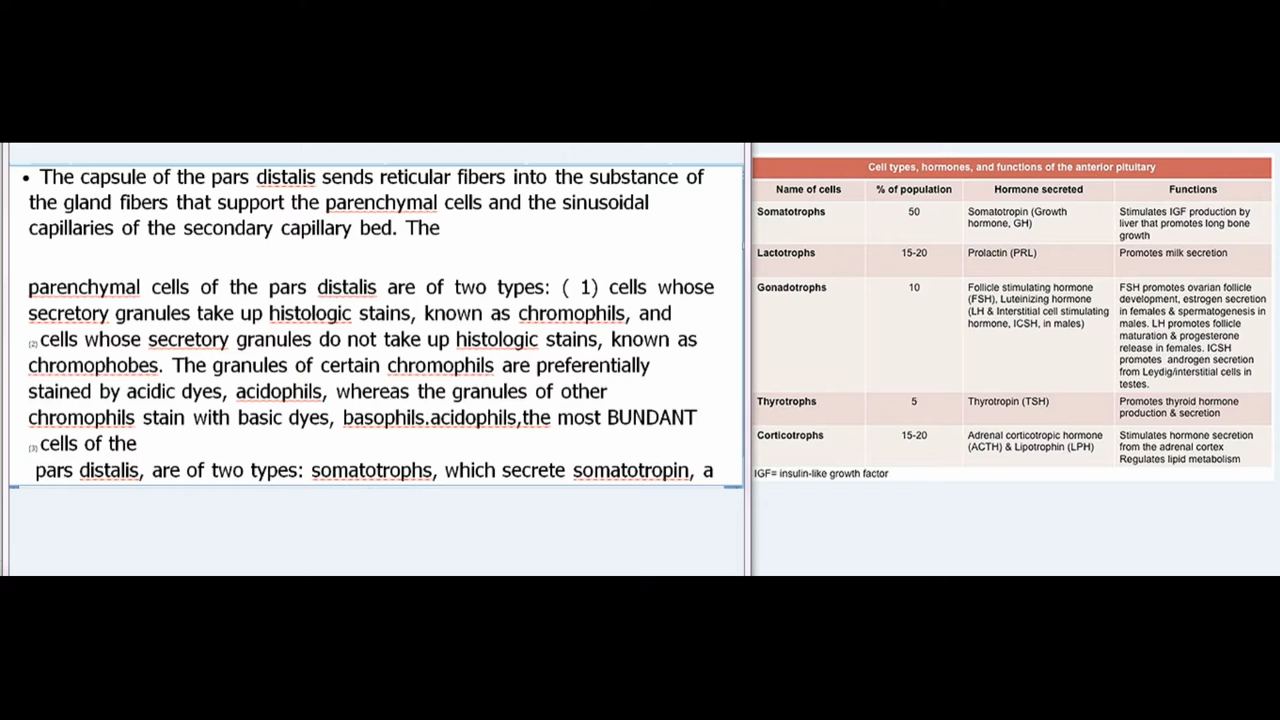 • The capsule of the pars distalis sends reticular fibers into the substance of
the gland fibers that support the parenchymal cells and the sinusoidal
capillaries of the secondary capillary bed. The
parenchymal cells of the pars distalis are of two types: ( 1) cells whose
secretory granules take up histologic stains, known as chromophils, and
(2) cells whose secretory granules do not take up histologic stains, known as
chromophobes. The granules of certain chromophils are preferentially
stained by acidic dyes, acidophils, whereas the granules of other
chromophils stain with basic dyes, basophils.acidophils,the most BUNDANT
(3) cells of the
pars distalis, are of two types: somatotrophs, which secrete somatotropin, a
Cell types, hormones, and functions of the anterior pituitary
Name of cells % of population Hormone secreted Functions
Somatotrophs 50 Somatotropin (Growth
hormone, GH)
Stimulates IGF production by
liver that promotes long bone
growth
Lactotrophs 15-20 Prolactin (PRL) Promotes milk secretion
Gonadotrophs 10 Follicle stimulating hormone
(FSH), Luteinizing hormone
(LH & Interstitial cell stimulating
hormone, ICSH, in males)
FSH promotes ovarian follicle
development, estrogen secretion
in females & spermatogenesis in
males. LH promotes follicle
maturation & progesterone
release in females. ICSH
promotes androgen secretion
from Leydig/interstitial cells in
testes.
Thyrotrophs 5 Thyrotropin (TSH) Promotes thyroid hormone
production & secretion
Corticotrophs 15-20 Adrenal corticotropic hormone
(ACTH) & Lipotrophin (LPH)
Stimulates hormone secretion
from the adrenal cortex
Regulates lipid metabolism
IGF= insulin-like growth factor